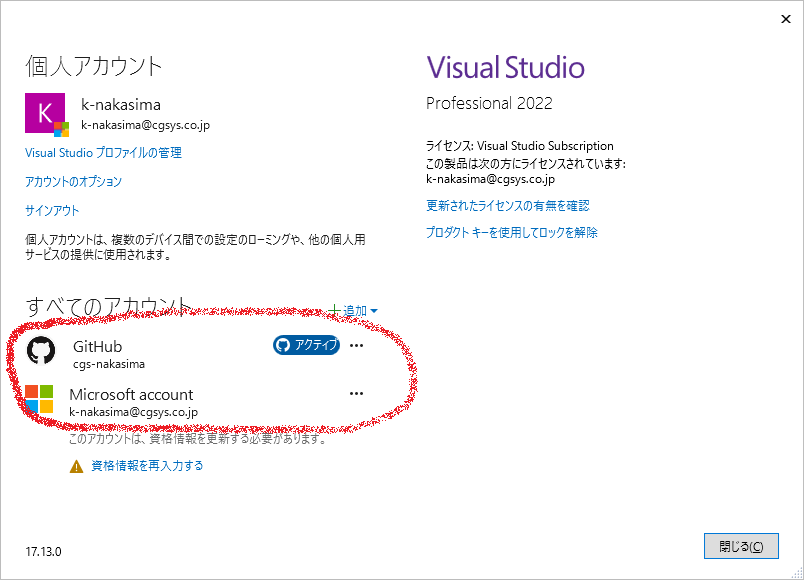 個人アカウント
K
k-nakasima
k-nakasima@cgsys.co.jp
Visual Studio プロファイルの管理
アカウントのオプション
サインアウト
個人アカウントは、複数のデバイス間での設定のローミングや、他の個人用
サービスの提供に使用されます。
すべてのアカウント
追加
GitHub
cgs-nakasima
アクティブ
Microsoft account
k-nakasima@cgsys.co.jp
このアカウントは、資格情報を更新する必要があります。
資格情報を再入力する
17.13.0
Visual Studio
Professional 2022
ライセンス: Visual Studio Subscription
この製品は次の方にライセンスされています:
k-nakasima@cgsys.co.jp
更新されたライセンスの有無を確認
プロダクト キーを使用してロックを解除
閉じる(C)